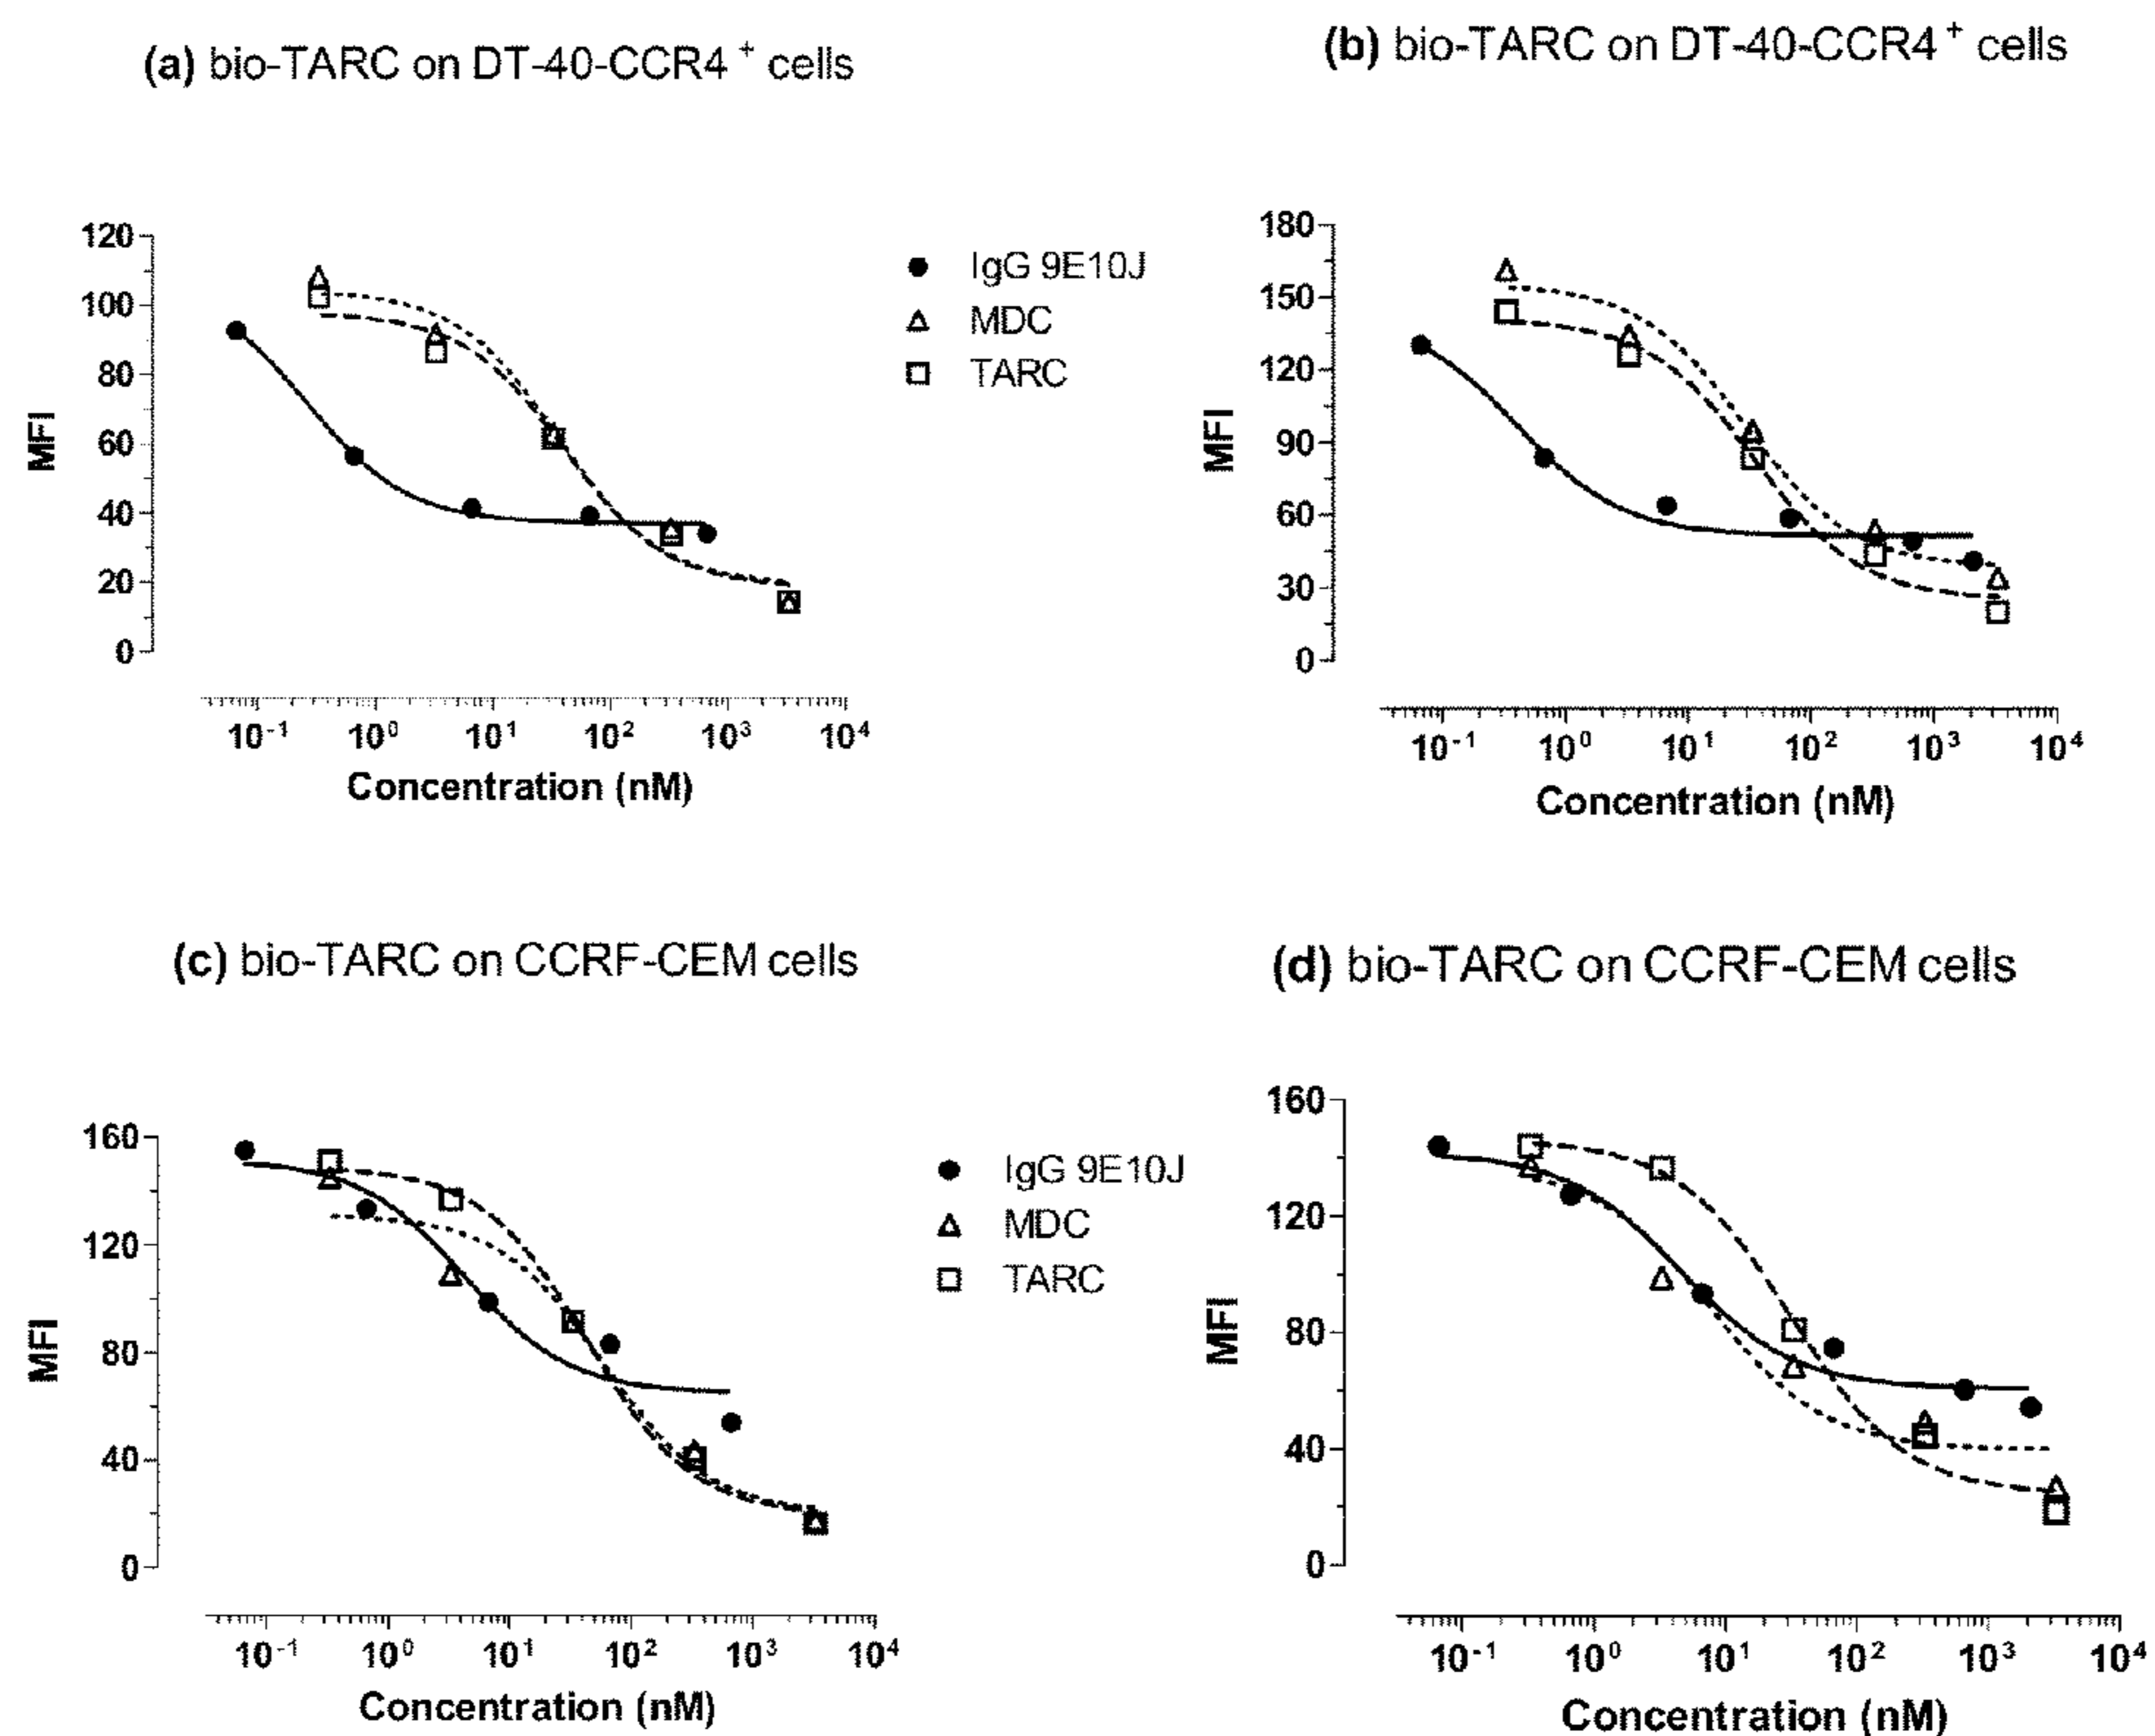 (a) bio-TARC on DT-40-CCR4 + cells
120
100
80
60
40
20
0
MFI
10-1 100 101 102 103 104
Concentration (nM)
IgG 9E10J
MDC
TARC
(b) bio-TARC on DT-40-CCR4 + cells
180
150
120
90
60
30
0
MFI
10-1 100 101 102 103 104
Concentration (nM)
(c) bio-TARC on CCRF-CEM cells
160
120
80
40
0
MFI
10-1 100 101 102 103 104
Concentration (nM)
IgG 9E10J
MDC
TARC
(d) bio-TARC on CCRF-CEM cells
160
120
80
40
0
MFI
10-1 100 101 102 103 104
Concentration (nM)